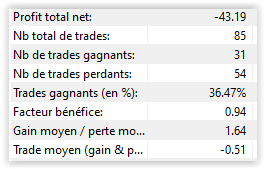 Profit total net: -43.19
Nb total de trades: 85
Nb de trades gagnants: 31
Nb de trades perdants: 54
Trades gagnants (en %): 36.47%
Facteur bénéfice: 0.94
Gain moyen / perte mo... 1.64
Trade moyen (gain & p... -0.51